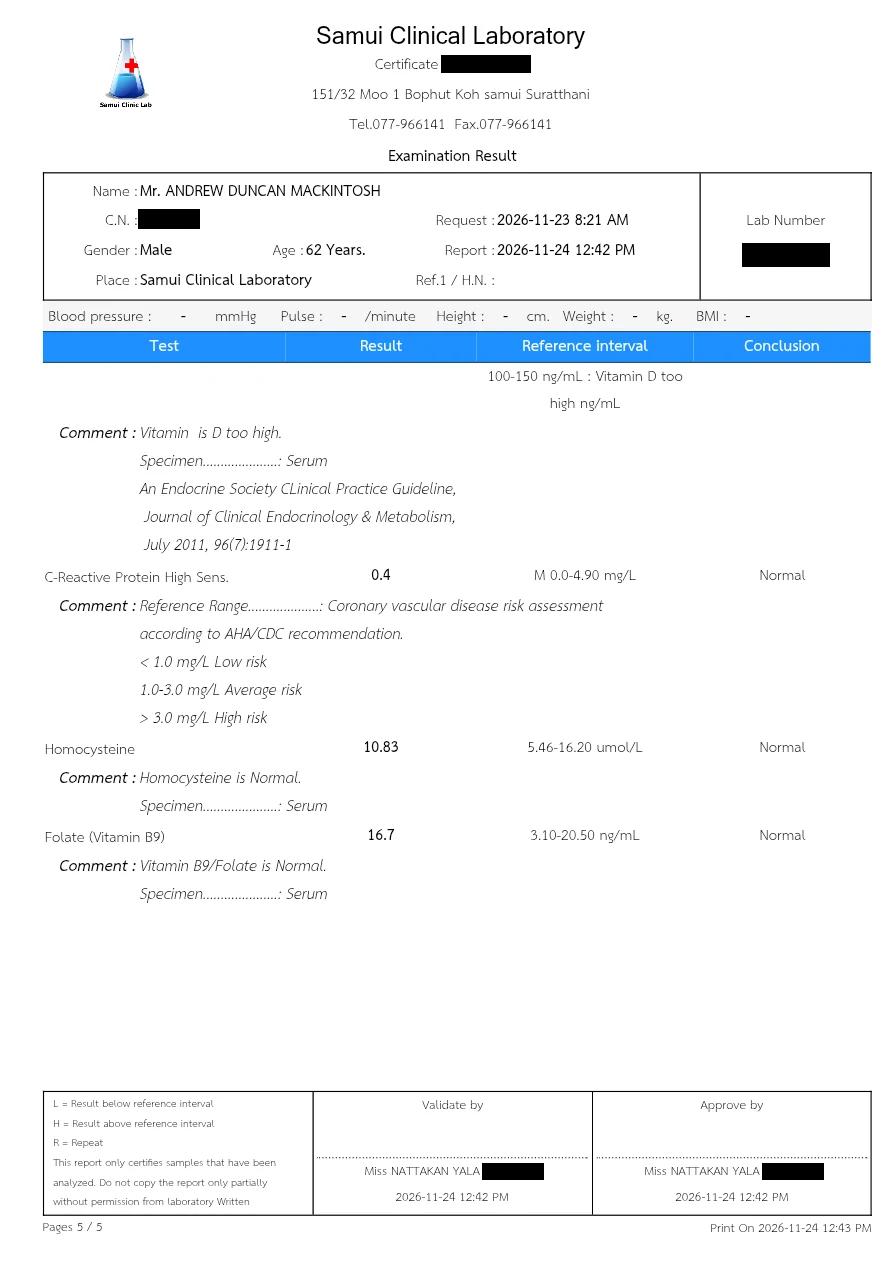 Samui Clinical Laboratory
Certificate
Samui Clinic Lab
151/32 Moo 1 Bophut Koh samui Suratthani
Tel.077-966141 Fax.077-966141
Examination Result
Name : Mr. ANDREW DUNCAN MACKINTOSH
C.N. : Request : 2026-11-23 8:21 AM Lab Number
Gender : Male Age : 62 Years. Report : 2026-11-24 12:42 PM
Place : Samui Clinical Laboratory Ref.1 / H.N. :
Blood pressure : - mmHg Pulse : - /minute Height : - cm. Weight : - kg. BMI : -
Test Result Reference interval Conclusion
100-150 ng/mL : Vitamin D too
high ng/mL
Comment : Vitamin is D too high.
Specimen.....................: Serum
An Endocrine Society CLinical Practice Guideline,
Journal of Clinical Endocrinology & Metabolism,
July 2011, 96(7):1911-1
C-Reactive Protein High Sens. 0.4 M 0.0-4.90 mg/L Normal
Comment : Reference Range....................: Coronary vascular disease risk assessment
according to AHA/CDC recommendation.
< 1.0 mg/L Low risk
1.0-3.0 mg/L Average risk
> 3.0 mg/L High risk
Homocysteine 10.83 5.46-16.20 umol/L Normal
Comment : Homocysteine is Normal.
Specimen.....................: Serum
Folate (Vitamin B9) 16.7 3.10-20.50 ng/mL Normal
Comment : Vitamin B9/Folate is Normal.
Specimen.....................: Serum
L = Result below reference interval
H = Result above reference interval
R = Repeat
This report only certifies samples that have been
analyzed. Do not copy the report only partially
without permission from laboratory Written
Validate by
Miss NATTAKAN YALA
2026-11-24 12:42 PM
Approve by
Miss NATTAKAN YALA
2026-11-24 12:42 PM
Pages 5 / 5 Print On 2026-11-24 12:43 PM